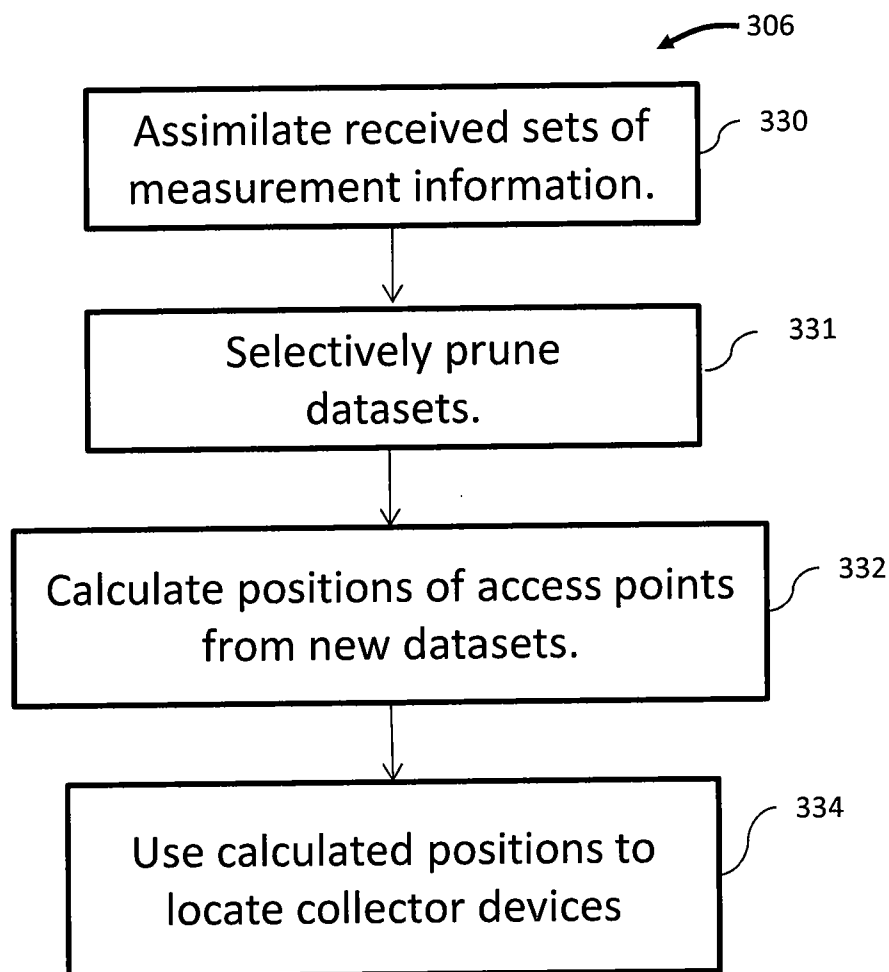 306
Assimilate received sets of
measurement information.
330
Selectively prune
datasets.
331
Calculate positions of access points
from new datasets.
332
Use calculated positions to
locate collector devices
334